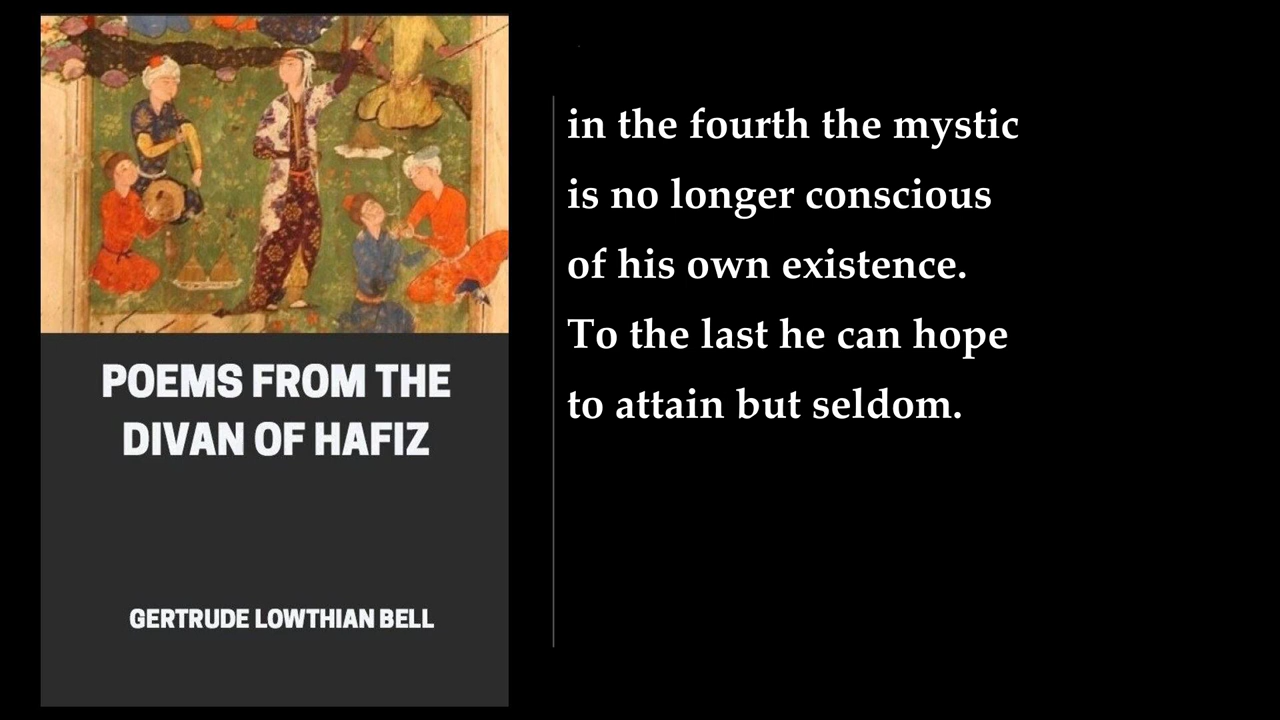 POEMS FROM THE
DIVAN OF HAFIZ
GERTRUDE LOWTHIAN BELL
in the fourth the mystic
is no longer conscious
of his own existence.
To the last he can hope
to attain but seldom.